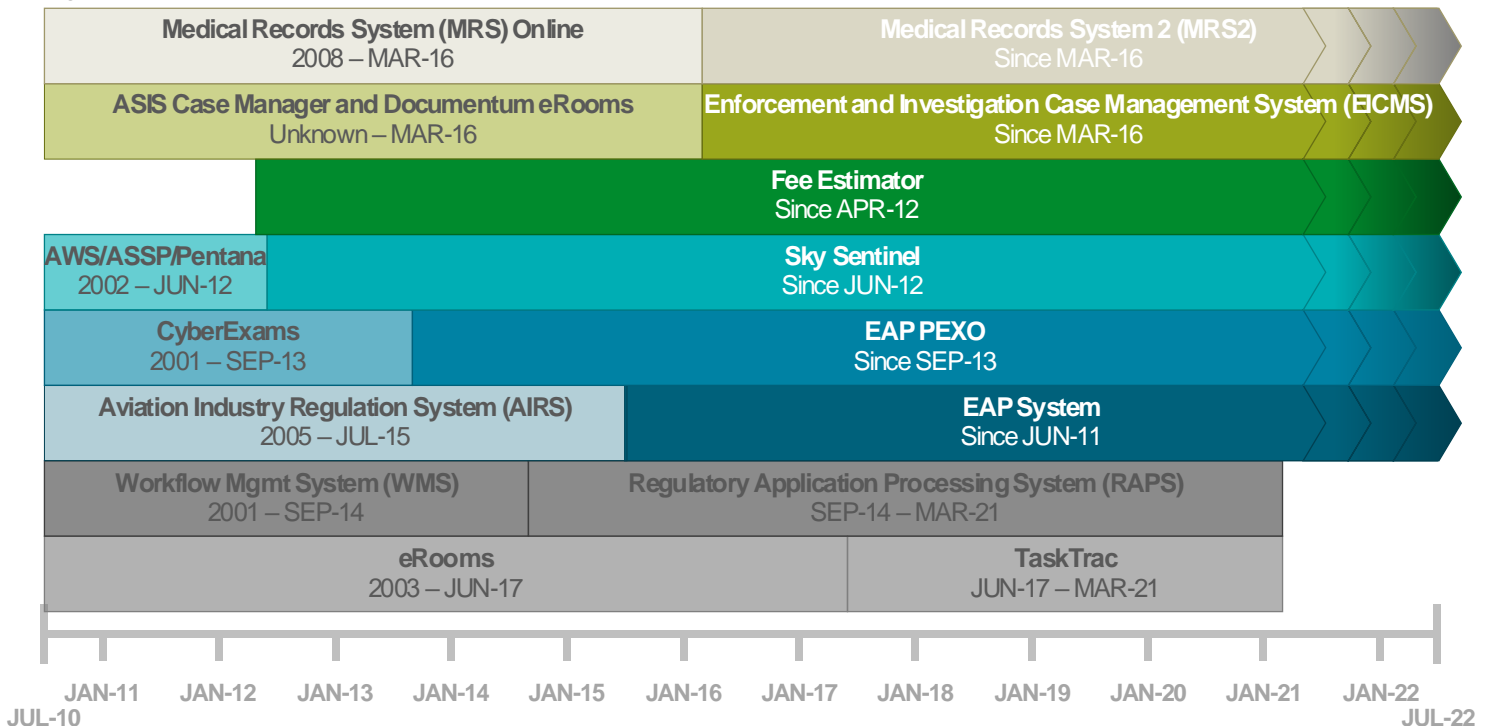 Medical Records System (MRS) Online
2008 – MAR-16
Medical Records System 2 (MRS2)
Since MAR-16
ASIS Case Manager and Documentum eRooms
Unknown – MAR-16
Enforcement and Investigation Case Management System (EICMS)
Since MAR-16
Fee Estimator
Since APR-12
AWS/ASSP/Pentana
2002 – JUN-12
Sky Sentinel
Since JUN-12
CyberExams
2001 – SEP-13
EAP PEXO
Since SEP-13
Aviation Industry Regulation System (AIRS)
2005 – JUL-15
EAP System
Since JUN-11
Workflow Mgmt System (WMS)
2001 – SEP-14
Regulatory Application Processing System (RAPS)
SEP-14 – MAR-21
eRooms
2003 – JUN-17
TaskTrac
JUN-17 – MAR-21
JAN-11 JAN-12 JAN-13 JAN-14 JAN-15 JAN-16 JAN-17 JAN-18 JAN-19 JAN-20 JAN-21 JAN-22
JUL-10 JUL-22